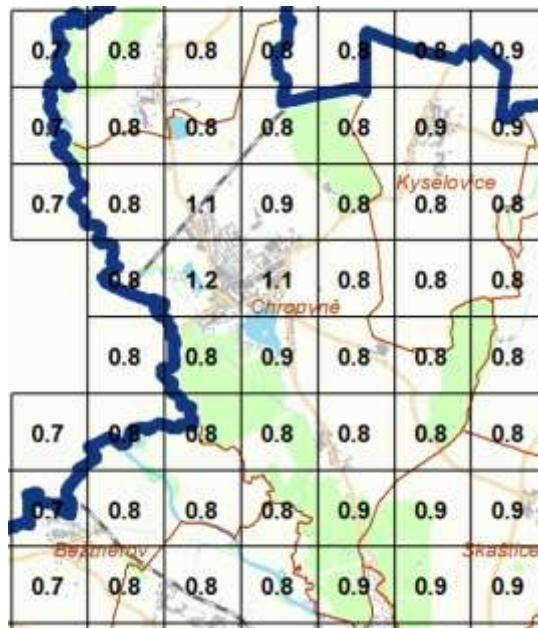 0.7 0.8 0.8 0.8 0.8 0.8 0.9
0.7 0.8 0.8 0.8 0.8 0.9 0.9
Kyselovice
0.7 0.8 1.1 0.9 0.8 0.8 0.8
0.8 1.2 1.1 0.8 0.8 0.8
Chropyně
0.8 0.8 0.9 0.8 0.8 0.8
0.7 0.8 0.8 0.8 0.8 0.8 0.8
0.7 0.8 0.8 0.8 0.9 0.9 0.9
Bezměrov Skaštice
0.7 0.8 0.8 0.8 0.9 0.9 0.9